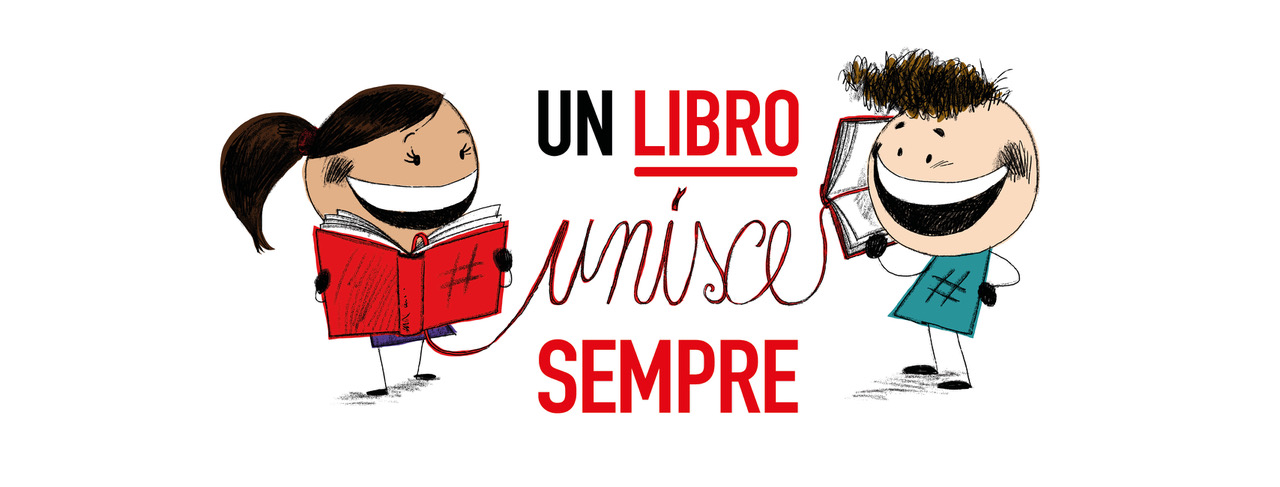 UN LIBRO
unisce
SEMPRE
#
#